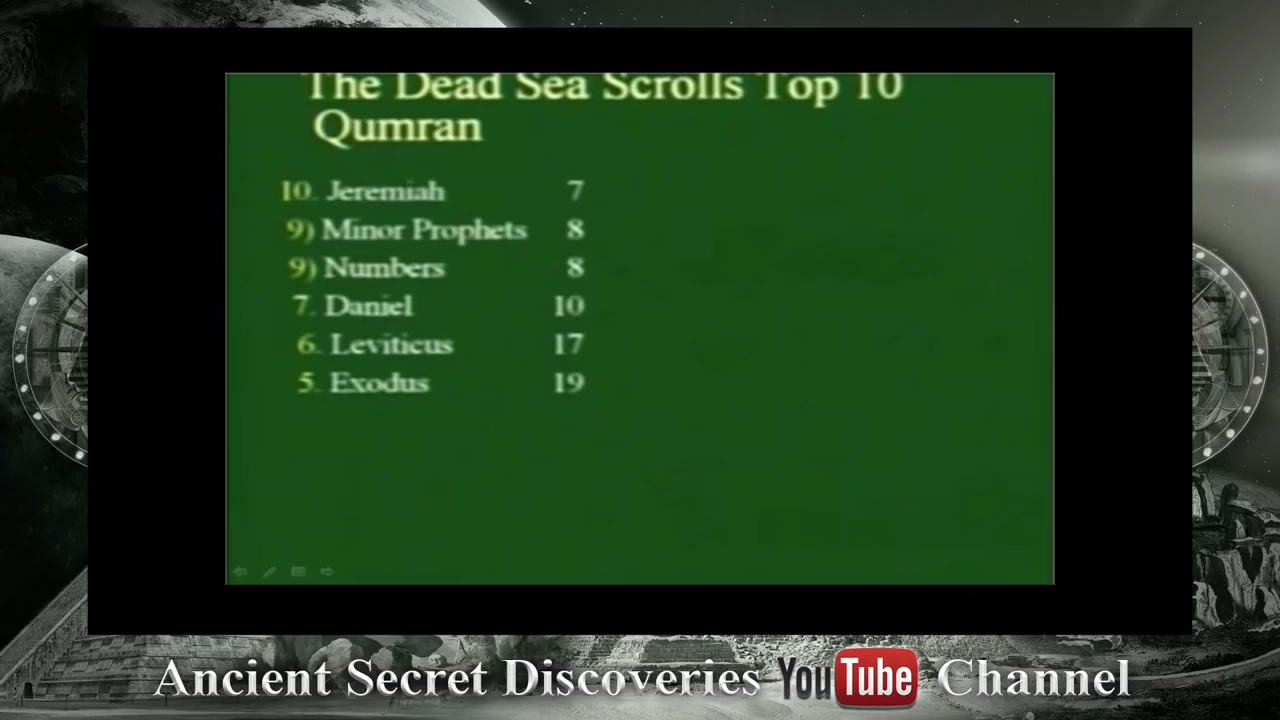 The Dead Sea Scrolls Top 10
Qumran
10. Jeremiah 7
9) Minor Prophets 8
9) Numbers 8
7. Daniel 10
6. Leviticus 17
5. Exodus 19
Ancient Secret Discoveries YouTube Channel